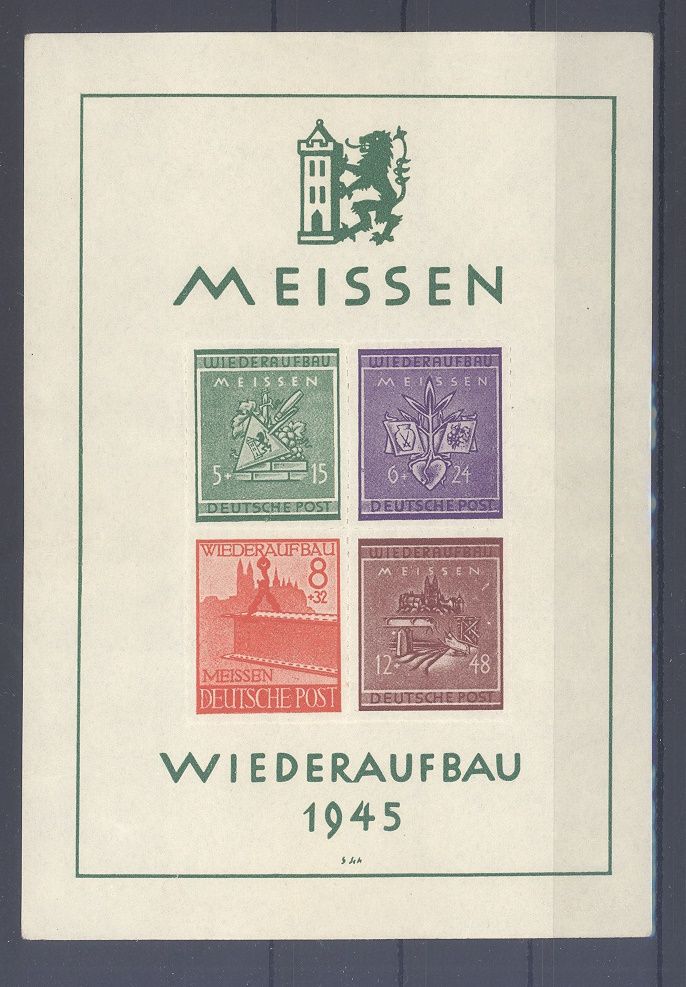 MEISSEN
WIEDERAUFBAU
MEISSEN
5+ 15
DEUTSCHE POST
WIEDERAUFBAU
MEISSEN
6+ 24
DEUTSCHE POST
WIEDERAUFBAU
8
+32
MEISSEN
DEUTSCHE POST
WIEDERAUFBAU
MEISSEN
12+ 48
DEUTSCHE POST
WIEDERAUFBAU
1945